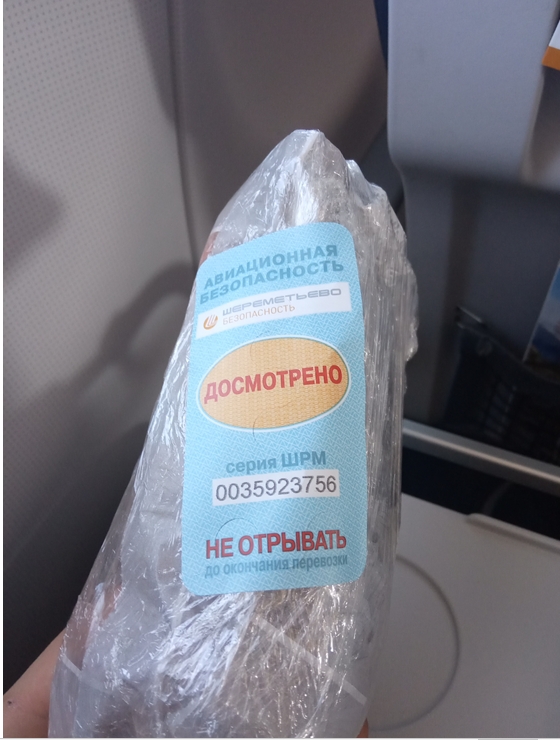 АВИАЦИОННАЯ
БЕЗОПАСНОСТЬ
ШЕРЕМЕТЬЕВО
БЕЗОПАСНОСТЬ
ДОСМОТРЕНО
серия ШРМ
0035923756
НЕ ОТРЫВАТЬ
до окончания перевозки